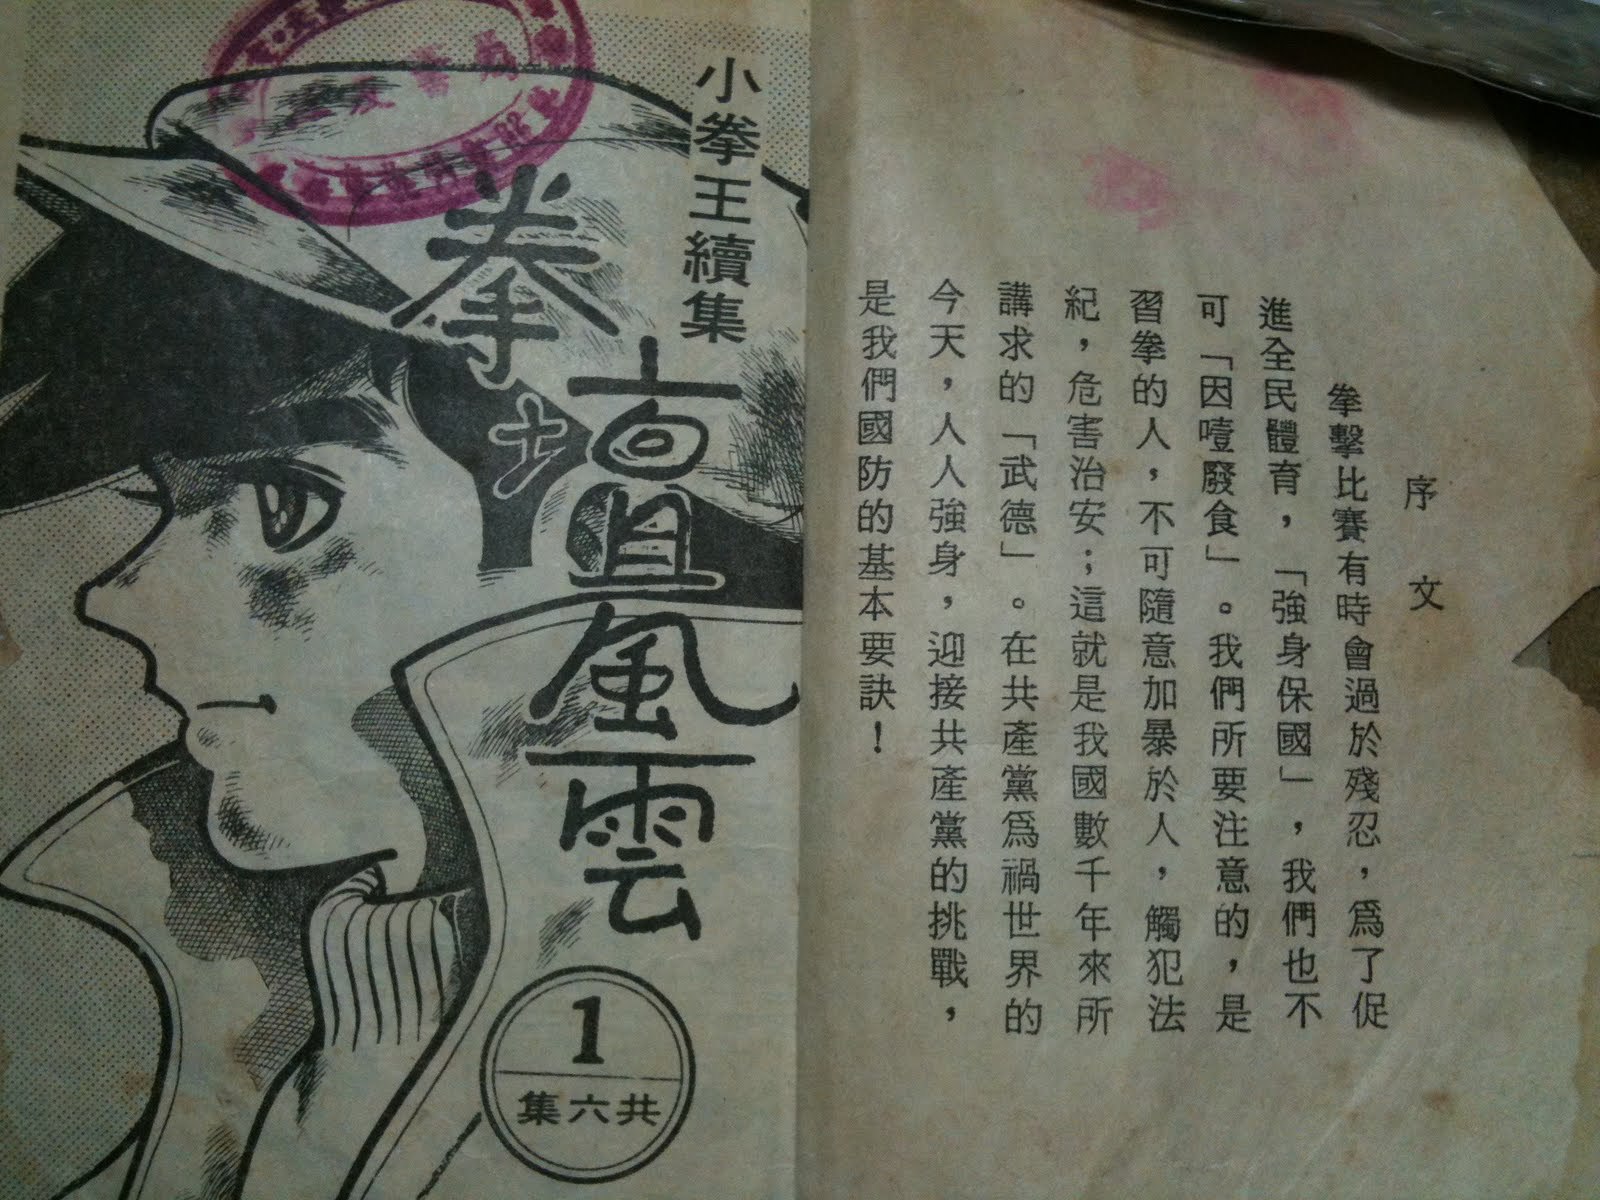 序文
拳擊比賽有時會過於殘忍，爲了促
進全民體育，「強身保國」，我們也不
可「因噎廢食」。我們所要注意的，是
習拳的人，不可隨意加暴於人，觸犯法
紀，危害治安；這就是我國數千年來所
講求的「武德」。在共產黨爲禍世界的
今天，人人強身，迎接共產黨的挑戰，
是我們國防的基本要訣！
小拳王續集
拳壇風雲
1
共六集